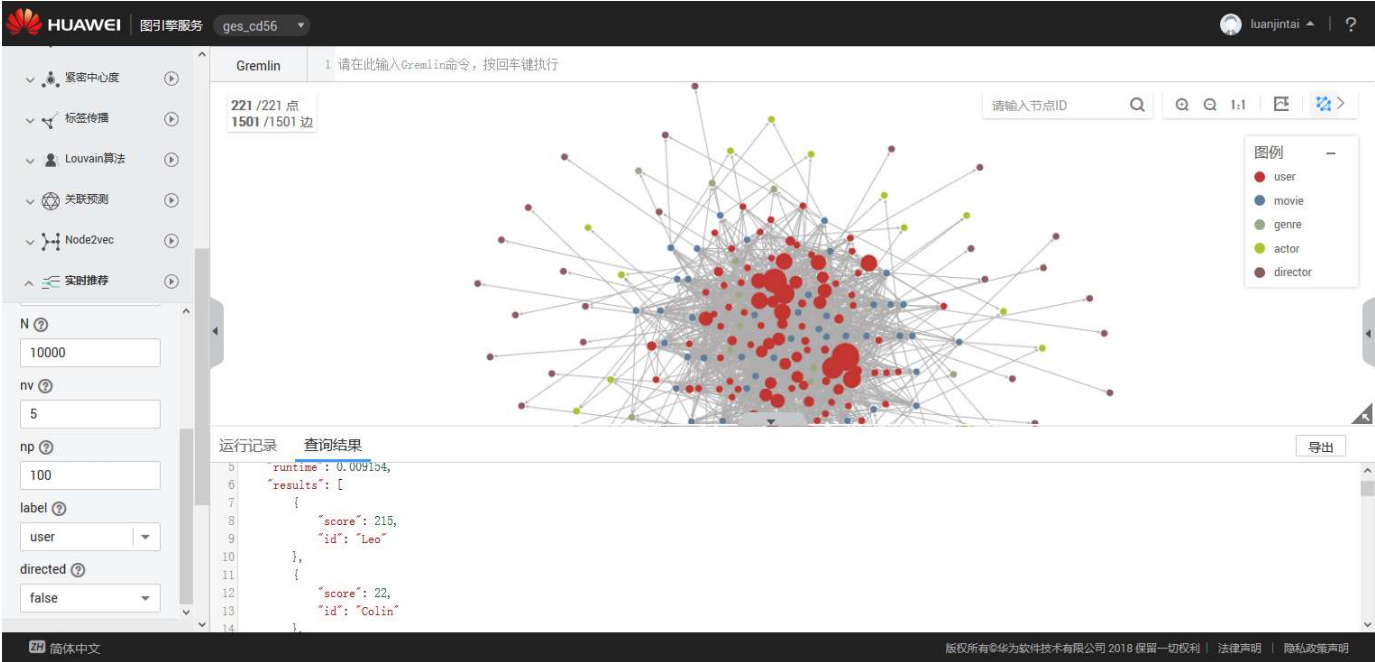 HUAWEI 图引擎服务 ges_cd56 luanjintai ?
紧密中心度
标签传播
Louvain算法
关联预测
Node2vec
实时推荐
N ?
10000
nv ?
5
np ?
100
label ?
user
directed ?
false
Gremlin 1 请在此输入Gremlin命令，按回车键执行
221 /221 点
1501 /1501 边
请输入节点ID 1:1
图例
user
movie
genre
actor
director
运行记录 查询结果 导出
5 "runtime": 0.009154,
6 "results": [
7 {
8 "score": 215,
9 "id": "Leo"
10 },
11 {
12 "score": 22,
13 "id": "Colin"
14 },
ZH 简体中文 版权所有©华为软件技术有限公司 2018 保留一切权利 | 法律声明 | 隐私政策声明